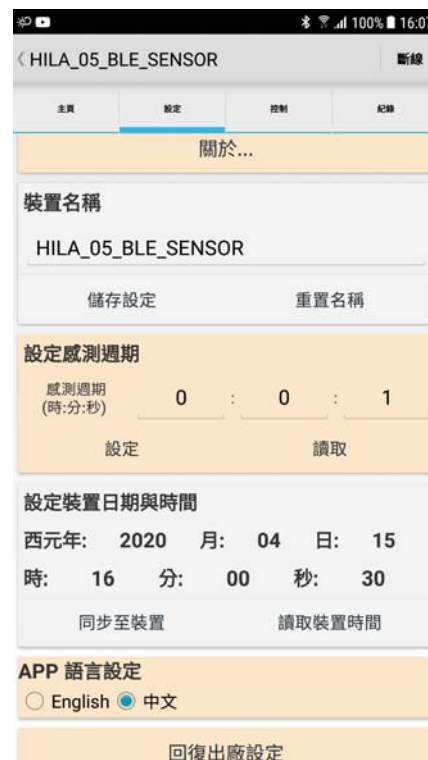 100% 16:07
HILA_05_BLE_SENSOR 斷線
主頁 設定 控制 紀錄
關於...
裝置名稱
HILA_05_BLE_SENSOR
儲存設定 重置名稱
設定感測週期
感測週期
(時:分:秒) 0 : 0 : 1
設定 讀取
設定裝置日期與時間
西元年: 2020 月: 04 日: 15
時: 16 分: 00 秒: 30
同步至裝置 讀取裝置時間
APP 語言設定
English 中文
回復出廠設定